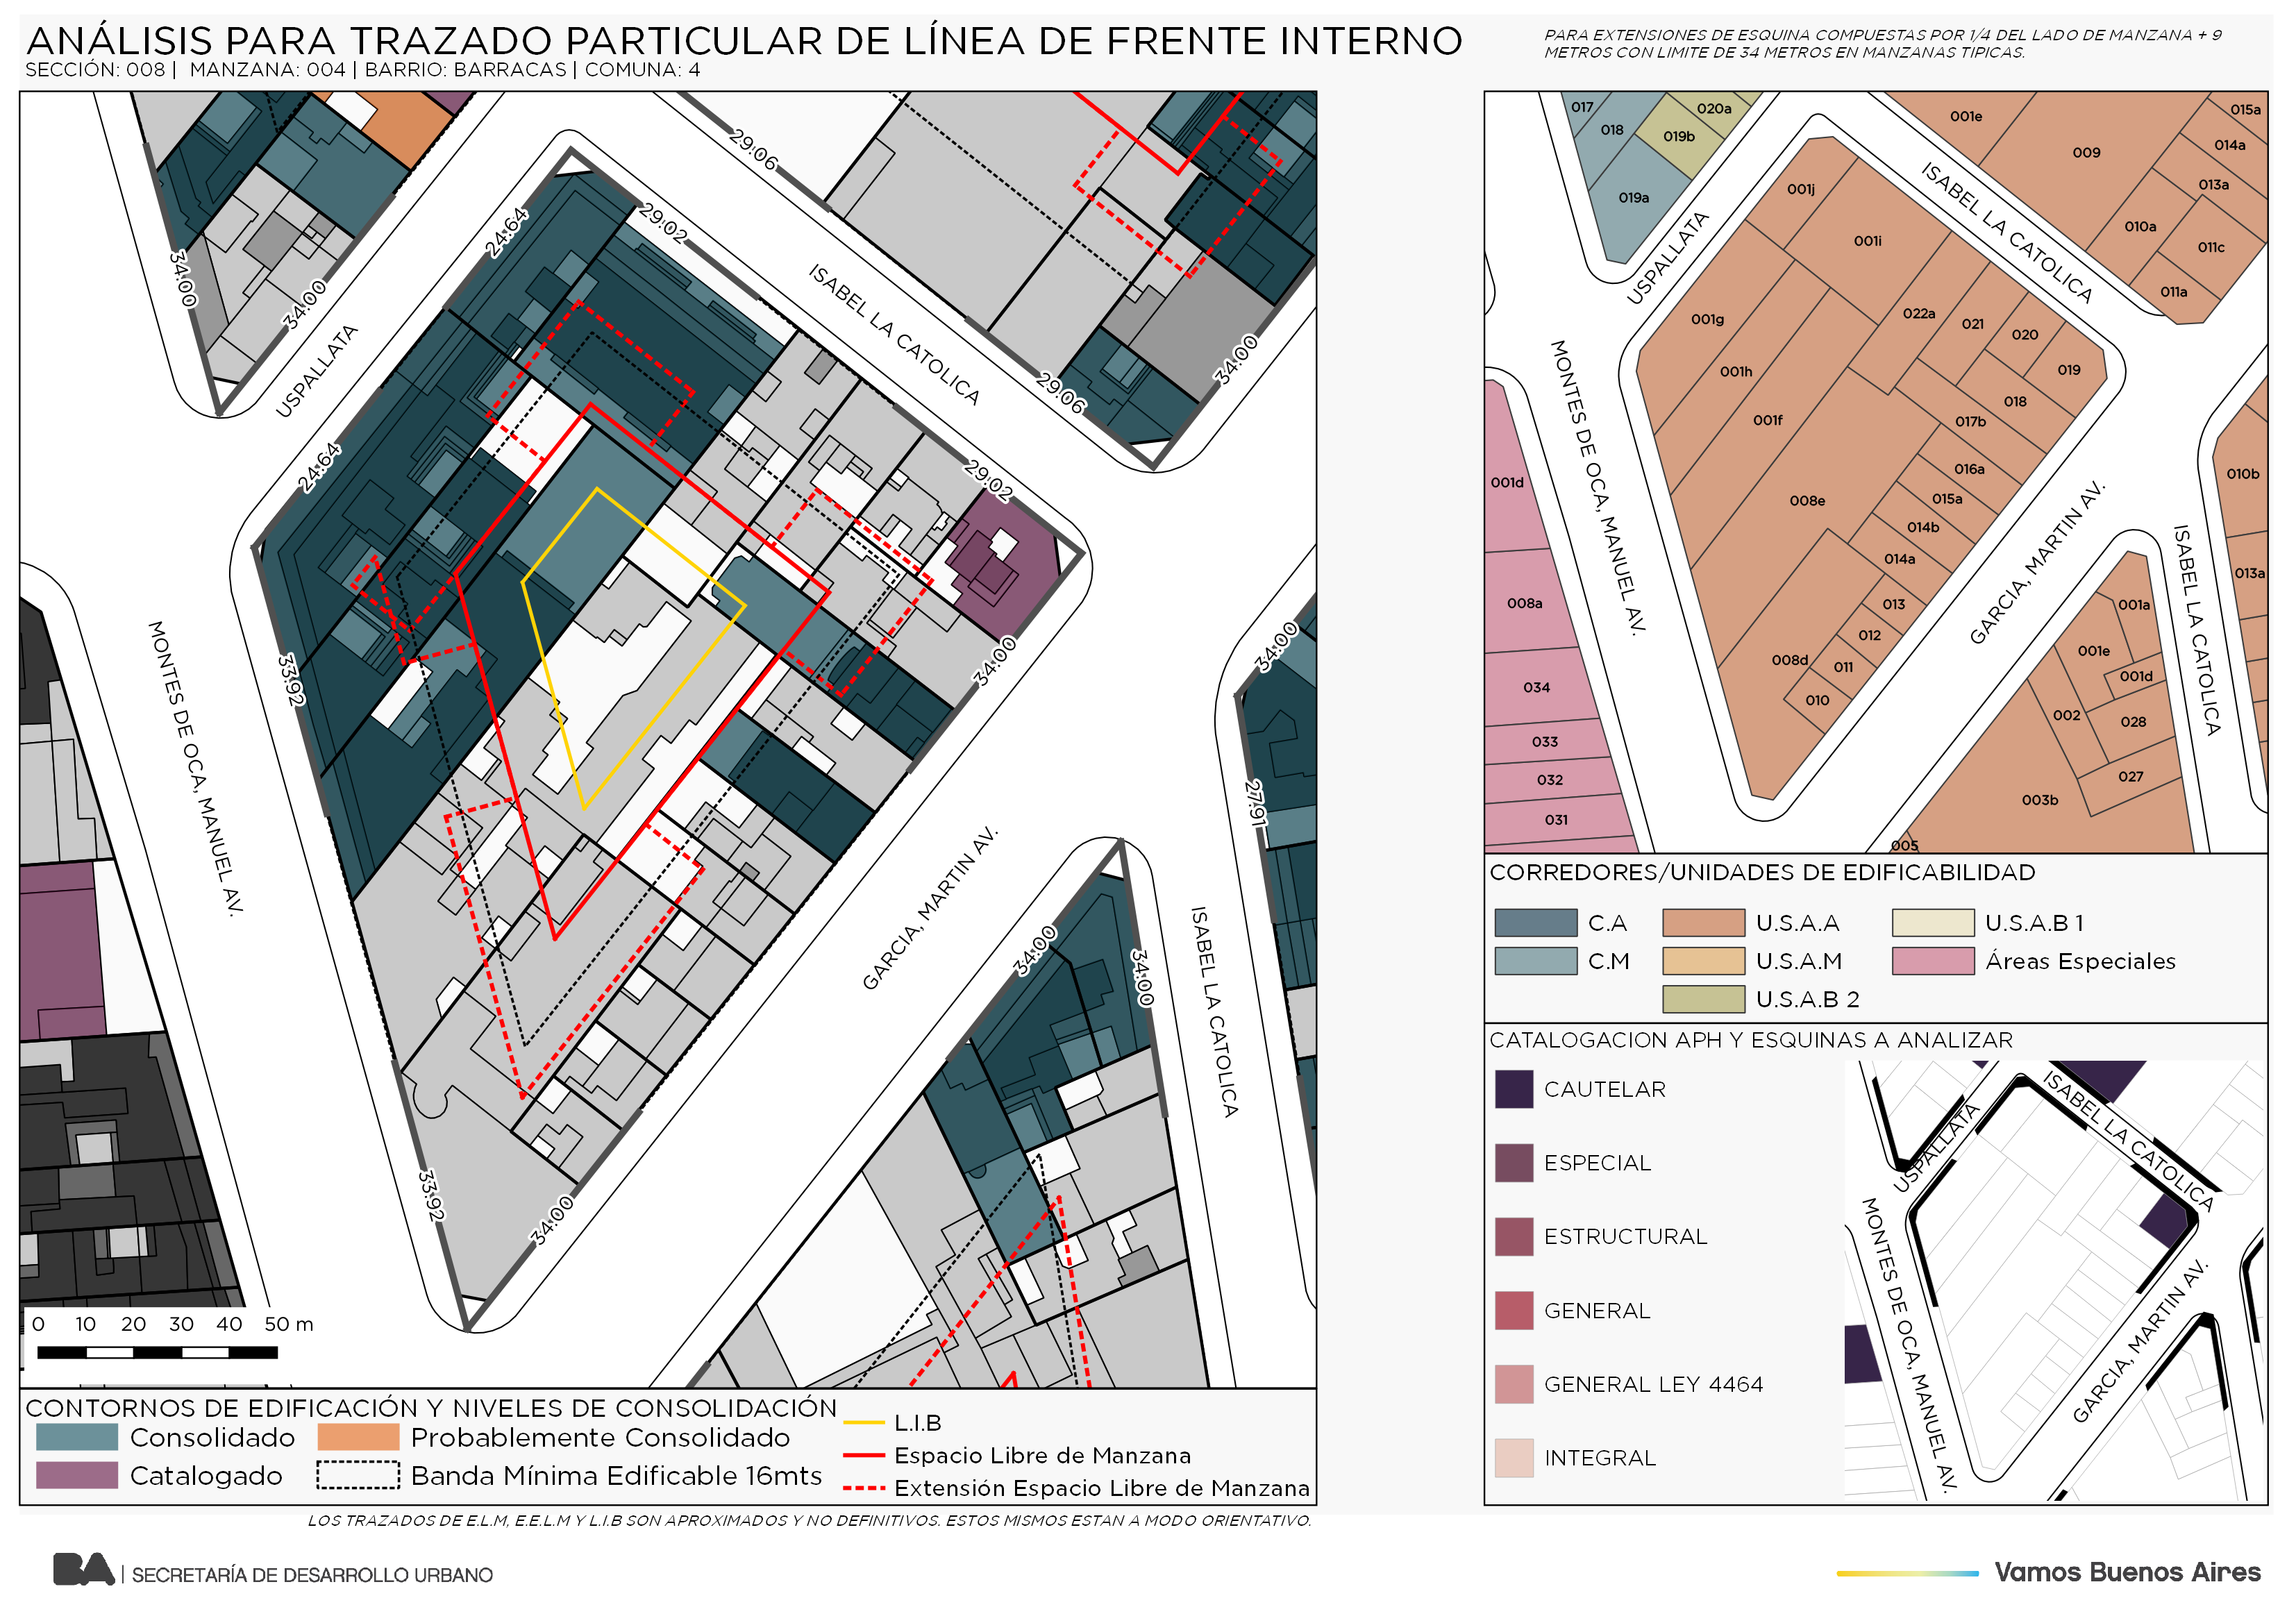 ANÁLISIS PARA TRAZADO PARTICULAR DE LÍNEA DE FRENTE INTERNO
SECCIÓN: 008 | MANZANA: 004 | BARRIO: BARRACAS | COMUNA: 4
PARA EXTENSIONES DE ESQUINA COMPUESTAS POR 1/4 DEL LADO DE MANZANA + 9
METROS CON LIMITE DE 34 METROS EN MANZANAS TIPICAS.
29.06
24.64
29.02
34.00
34.00
USPALLATA
ISABEL LA CATOLICA
29.06
34.00
24.64
29.02
33.92
34.00
34.00
MONTES DE OCA, MANUEL AV.
27.91
GARCIA, MARTIN AV.
34.00
34.00
ISABEL LA CATOLICA
33.92
34.00
0 10 20 30 40 50 m
CONTORNOS DE EDIFICACIÓN Y NIVELES DE CONSOLIDACIÓN
Consolidado
Probablemente Consolidado
Catalogado
Banda Mínima Edificable 16mts
L.I.B
Espacio Libre de Manzana
Extensión Espacio Libre de Manzana
LOS TRAZADOS DE E.L.M, E.E.L.M Y L.I.B SON APROXIMADOS Y NO DEFINITIVOS. ESTOS MISMOS ESTAN A MODO ORIENTATIVO.
017
018
019a
019b
020a
001e
009
015a
014a
013a
010a
011c
011a
USPALLATA
ISABEL LA CATOLICA
001j
001i
001g
001h
001f
022a
021
020
019
018
017b
016a
015a
014b
014a
013
012
011
010
008e
008d
MONTES DE OCA, MANUEL AV.
GARCIA, MARTIN AV.
ISABEL LA CATOLICA
001d
008a
034
033
032
031
010b
013a
001a
001e
001d
002
028
027
003b
005
CORREDORES/UNIDADES DE EDIFICABILIDAD
C.A
U.S.A.A
U.S.A.B 1
C.M
U.S.A.M
Áreas Especiales
U.S.A.B 2
CATALOGACION APH Y ESQUINAS A ANALIZAR
CAUTELAR
ESPECIAL
ESTRUCTURAL
GENERAL
GENERAL LEY 4464
INTEGRAL
USPALLATA
ISABEL LA CATOLICA
MONTES DE OCA, MANUEL AV.
GARCIA, MARTIN AV.
BA | SECRETARÍA DE DESARROLLO URBANO
Vamos Buenos Aires